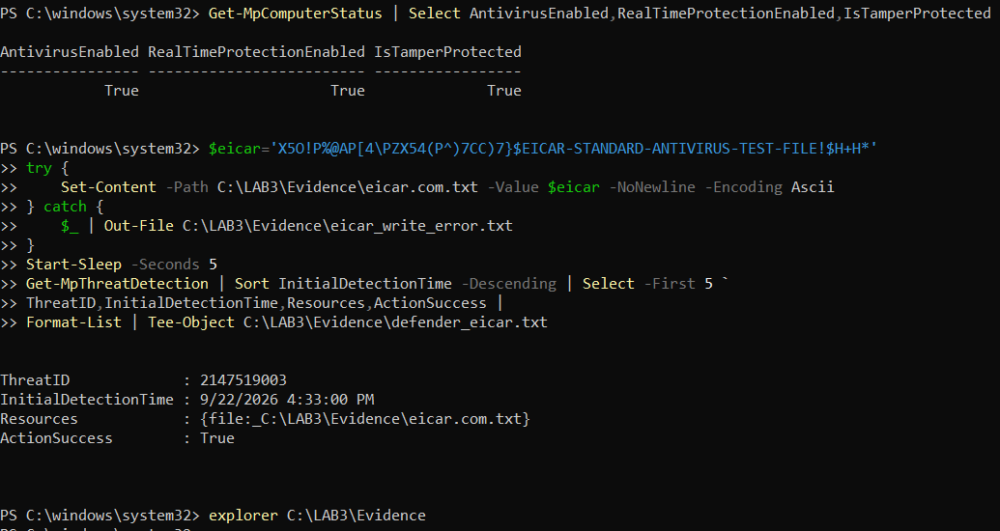 PS C:\windows\system32> Get-MpComputerStatus | Select AntivirusEnabled,RealTimeProtectionEnabled,IsTamperProtected
AntivirusEnabled RealTimeProtectionEnabled IsTamperProtected
---------------- ------------------------- -----------------
True True True
PS C:\windows\system32> $eicar='X5O!P%@AP[4\PZX54(P^)7CC)7}$EICAR-STANDARD-ANTIVIRUS-TEST-FILE!$H+H*'
>> try {
>>     Set-Content -Path C:\LAB3\Evidence\eicar.com.txt -Value $eicar -NoNewline -Encoding Ascii
>> } catch {
>>     $_ | Out-File C:\LAB3\Evidence\eicar_write_error.txt
>> }
>> Start-Sleep -Seconds 5
>> Get-MpThreatDetection | Sort InitialDetectionTime -Descending | Select -First 5 `
>> ThreatID,InitialDetectionTime,Resources,ActionSuccess |
>> Format-List | Tee-Object C:\LAB3\Evidence\defender_eicar.txt
ThreatID             : 2147519003
InitialDetectionTime : 9/22/2026 4:33:00 PM
Resources            : {file:_C:\LAB3\Evidence\eicar.com.txt}
ActionSuccess        : True
PS C:\windows\system32> explorer C:\LAB3\Evidence